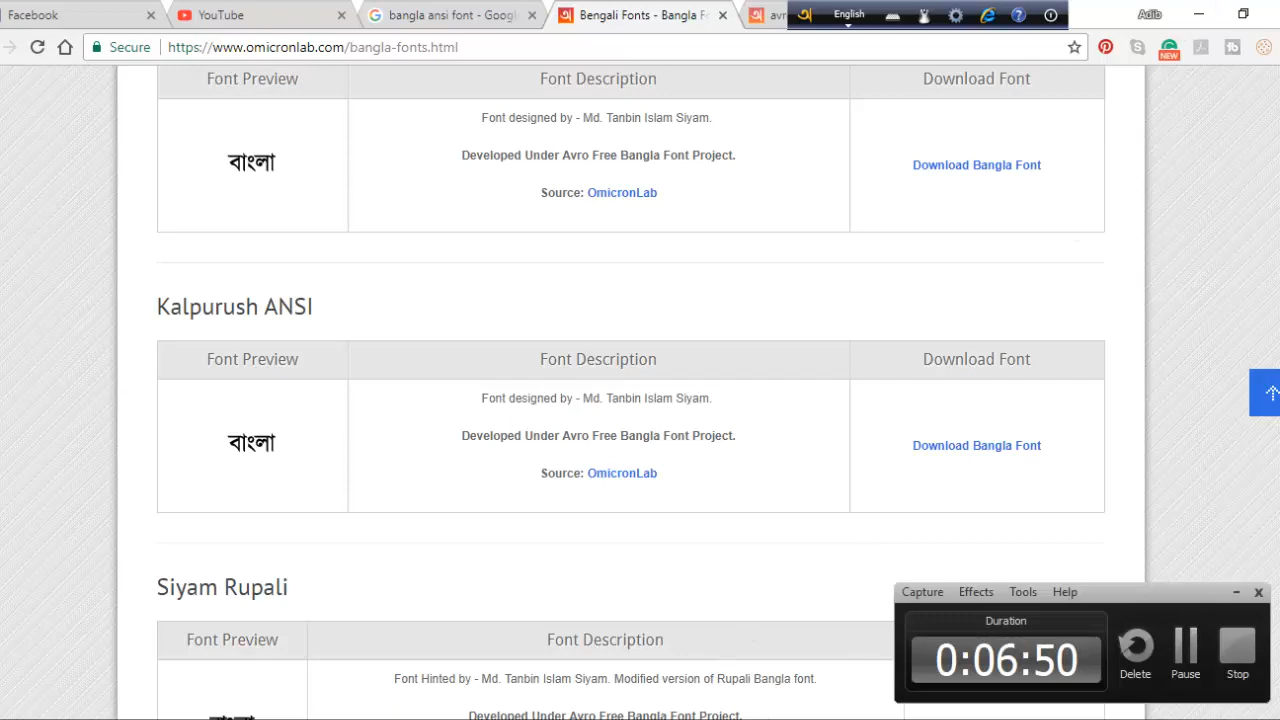 Facebook
YouTube
bangla ansi font - Googl
Bengali Fonts - Bangla F
avr
English
Adib
Secure
https://www.omicronlab.com/bangla-fonts.html
NEW
Font Preview
Font Description
Download Font
বাংলা
Font designed by - Md. Tanbin Islam Siyam.
Developed Under Avro Free Bangla Font Project.
Source: OmicronLab
Download Bangla Font
Kalpurush ANSI
Font Preview
Font Description
Download Font
বাংলা
Font designed by - Md. Tanbin Islam Siyam.
Developed Under Avro Free Bangla Font Project.
Source: OmicronLab
Download Bangla Font
Siyam Rupali
Font Preview
Font Description
Font Hinted by - Md. Tanbin Islam Siyam. Modified version of Rupali Bangla font.
Developed Under Avro Free Bangla Font Project.
Capture Effects Tools Help
Duration
0:06:50
Delete
Pause
Stop